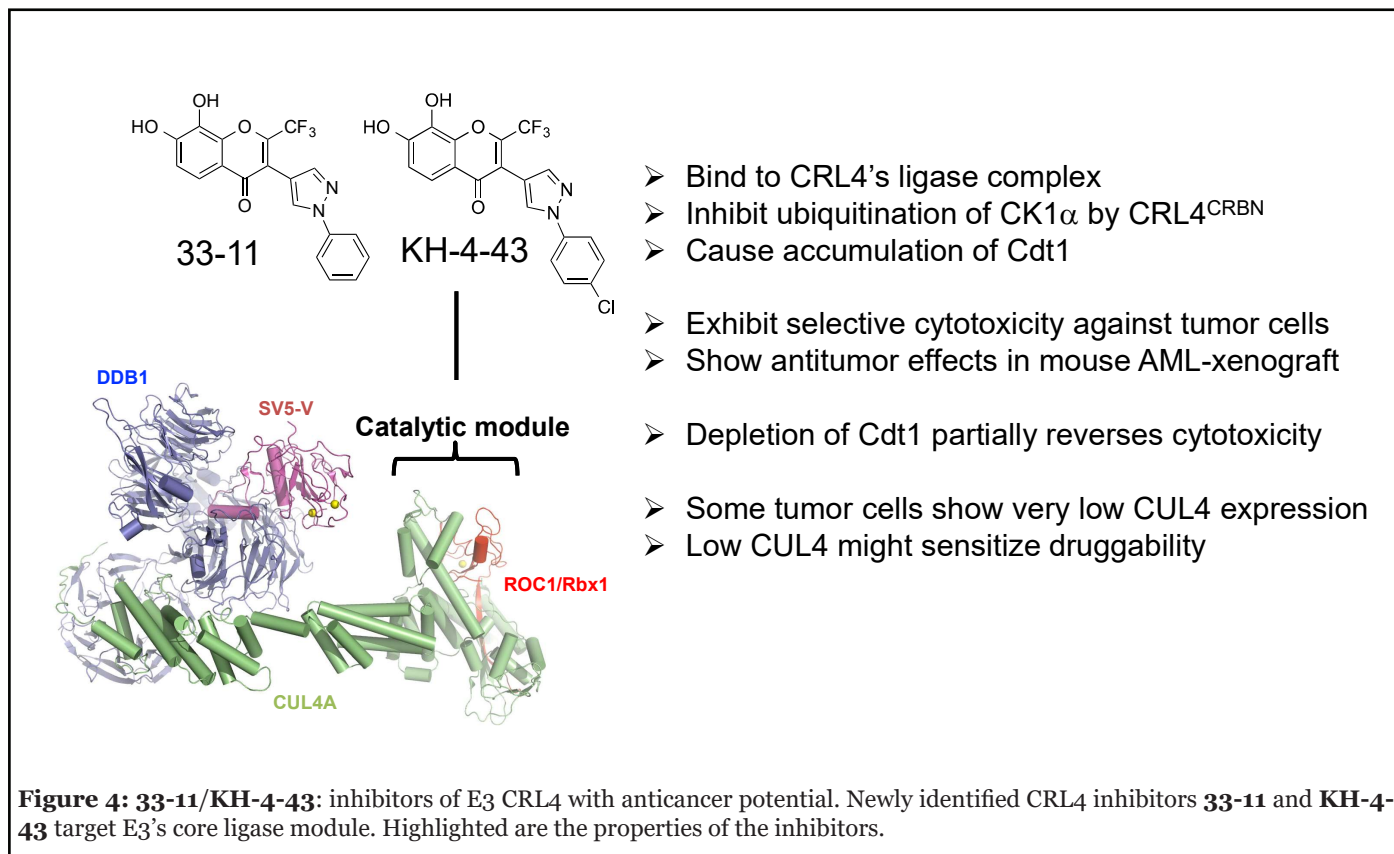 OH
HO
O
CF₃
O
N
N
33-11
OH
HO
O
CF₃
O
N
N
Cl
KH-4-43
➢ Bind to CRL4's ligase complex
➢ Inhibit ubiquitination of CK1α by CRL4ᶜᴿᴮᴺ
➢ Cause accumulation of Cdt1
➢ Exhibit selective cytotoxicity against tumor cells
➢ Show antitumor effects in mouse AML-xenograft
➢ Depletion of Cdt1 partially reverses cytotoxicity
➢ Some tumor cells show very low CUL4 expression
➢ Low CUL4 might sensitize druggability
DDB1
SV5-V
Catalytic module
ROC1/Rbx1
CUL4A
Figure 4: 33-11/KH-4-43: inhibitors of E3 CRL4 with anticancer potential. Newly identified CRL4 inhibitors 33-11 and KH-4-
43 target E3's core ligase module. Highlighted are the properties of the inhibitors.